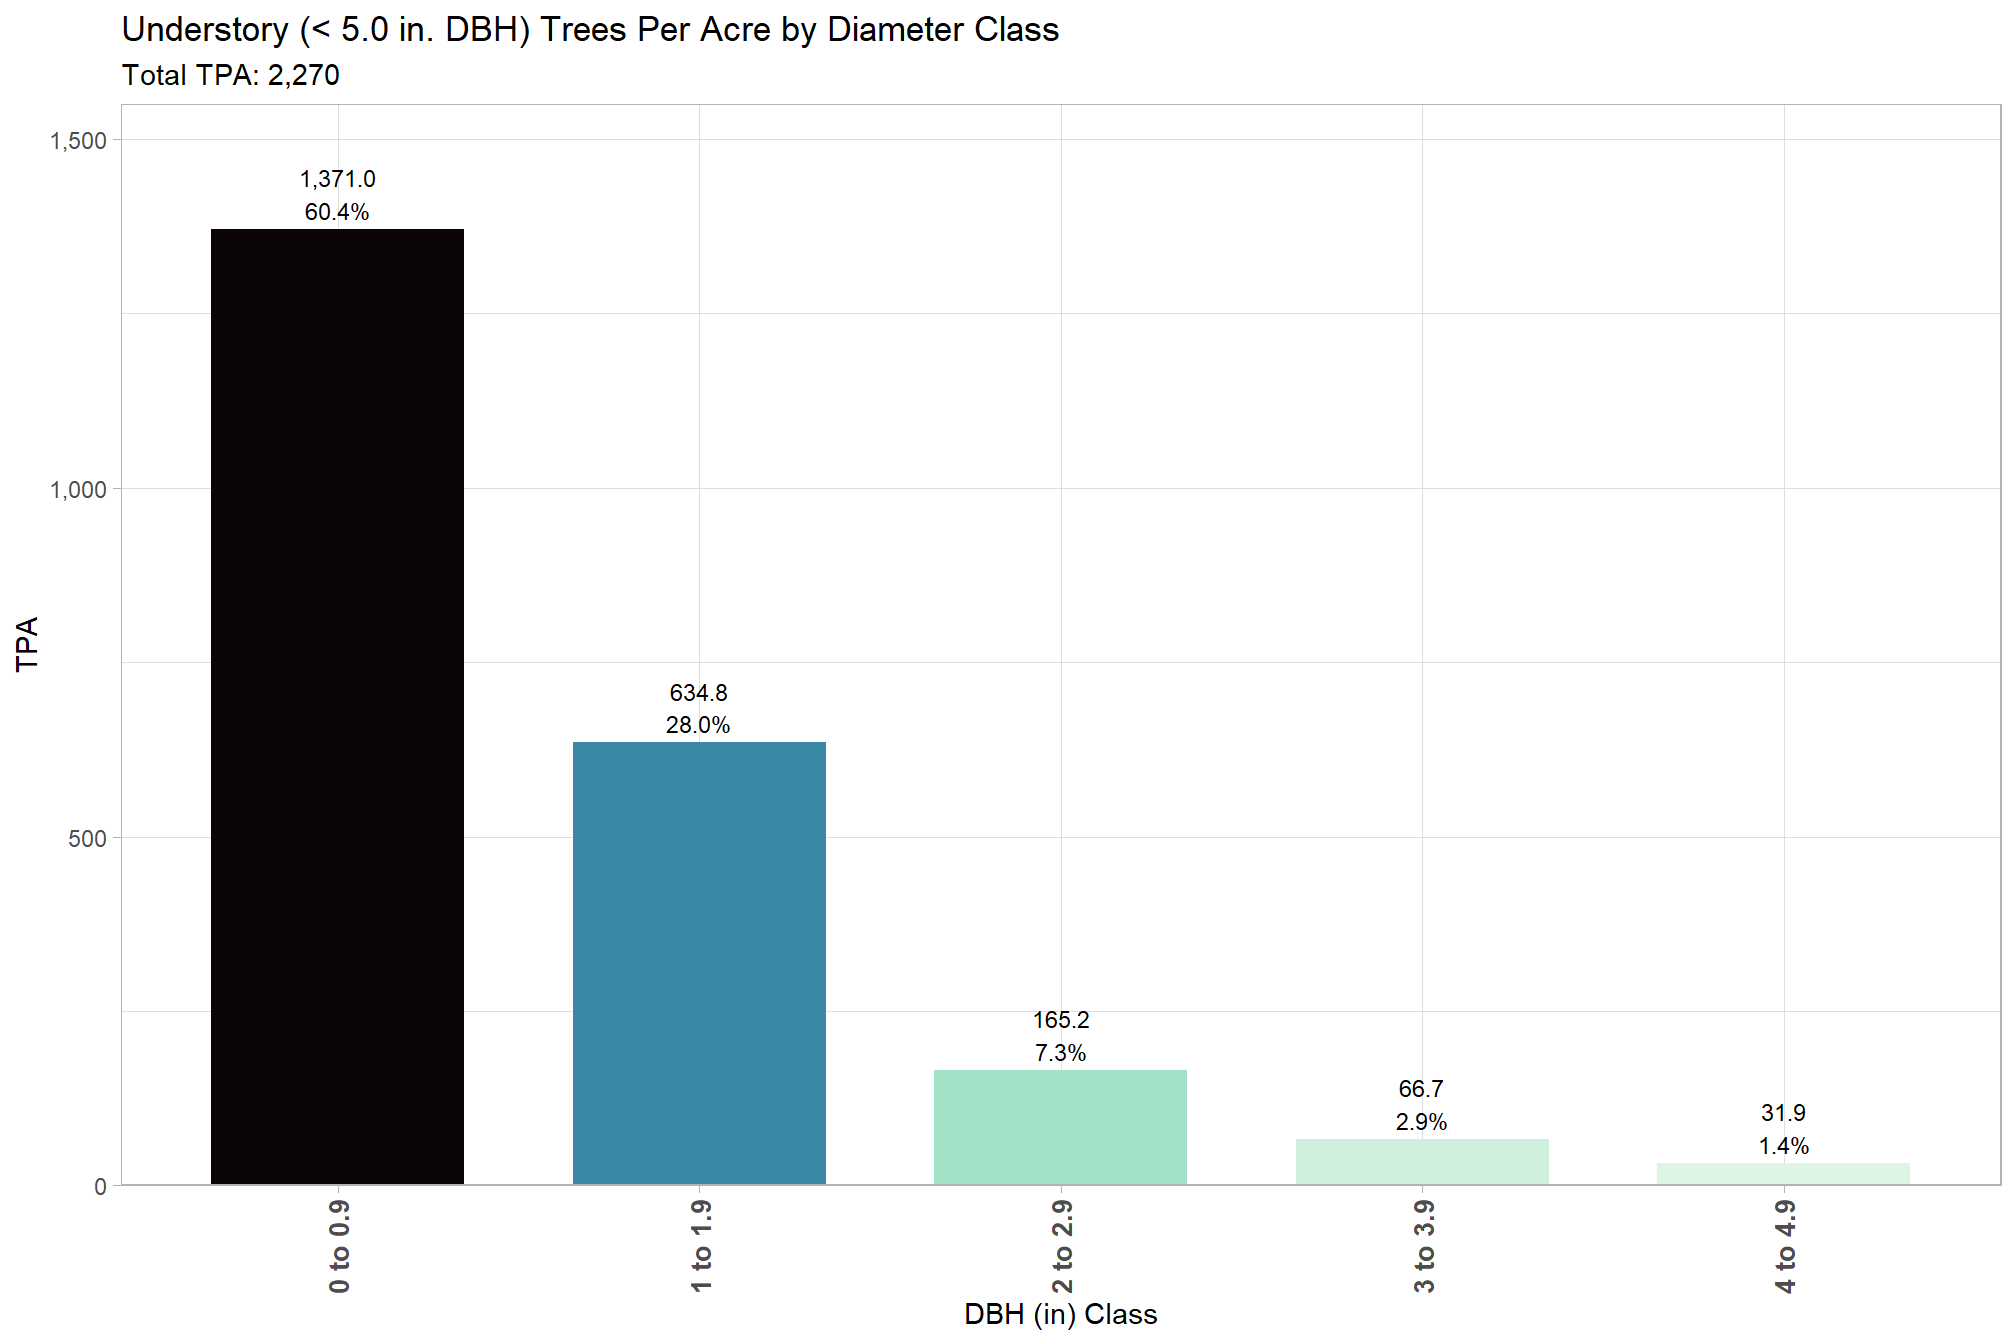 Understory (< 5.0 in. DBH) Trees Per Acre by Diameter Class
Total TPA: 2,270
TPA
1,500
1,000
500
0
1,371.0
60.4%
634.8
28.0%
165.2
7.3%
66.7
2.9%
31.9
1.4%
0 to 0.9
1 to 1.9
2 to 2.9
3 to 3.9
4 to 4.9
DBH (in) Class